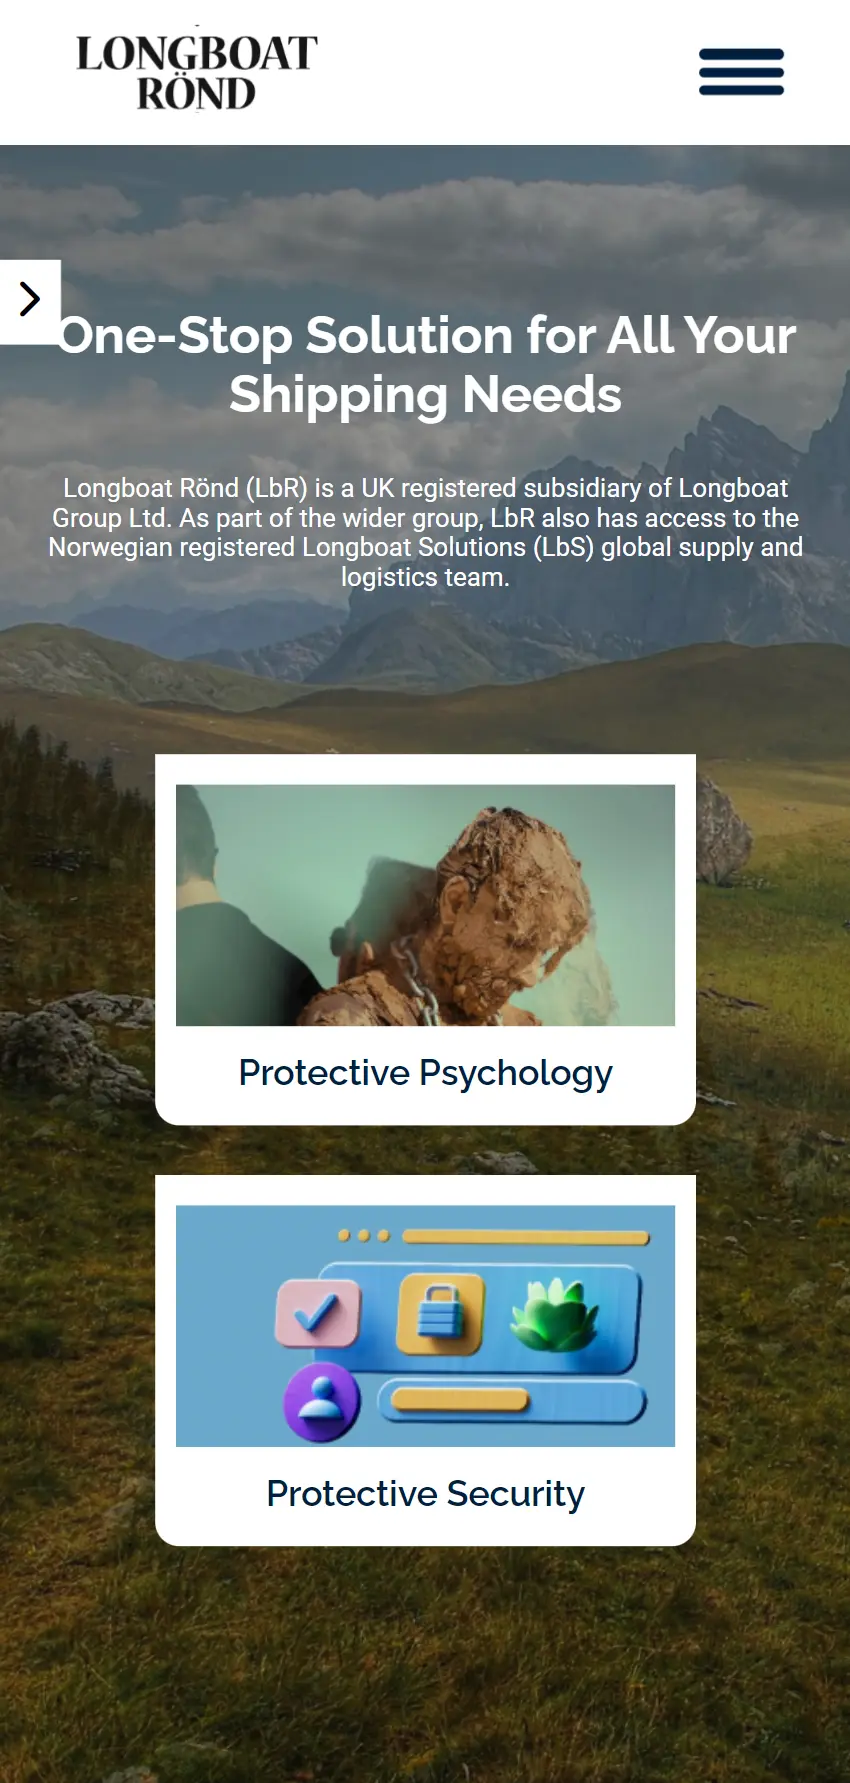 LONGBOAT
RÖND
One-Stop Solution for All Your
Shipping Needs
Longboat Rönd (LbR) is a UK registered subsidiary of Longboat
Group Ltd. As part of the wider group, LbR also has access to the
Norwegian registered Longboat Solutions (LbS) global supply and
logistics team.
Protective Psychology
Protective Security